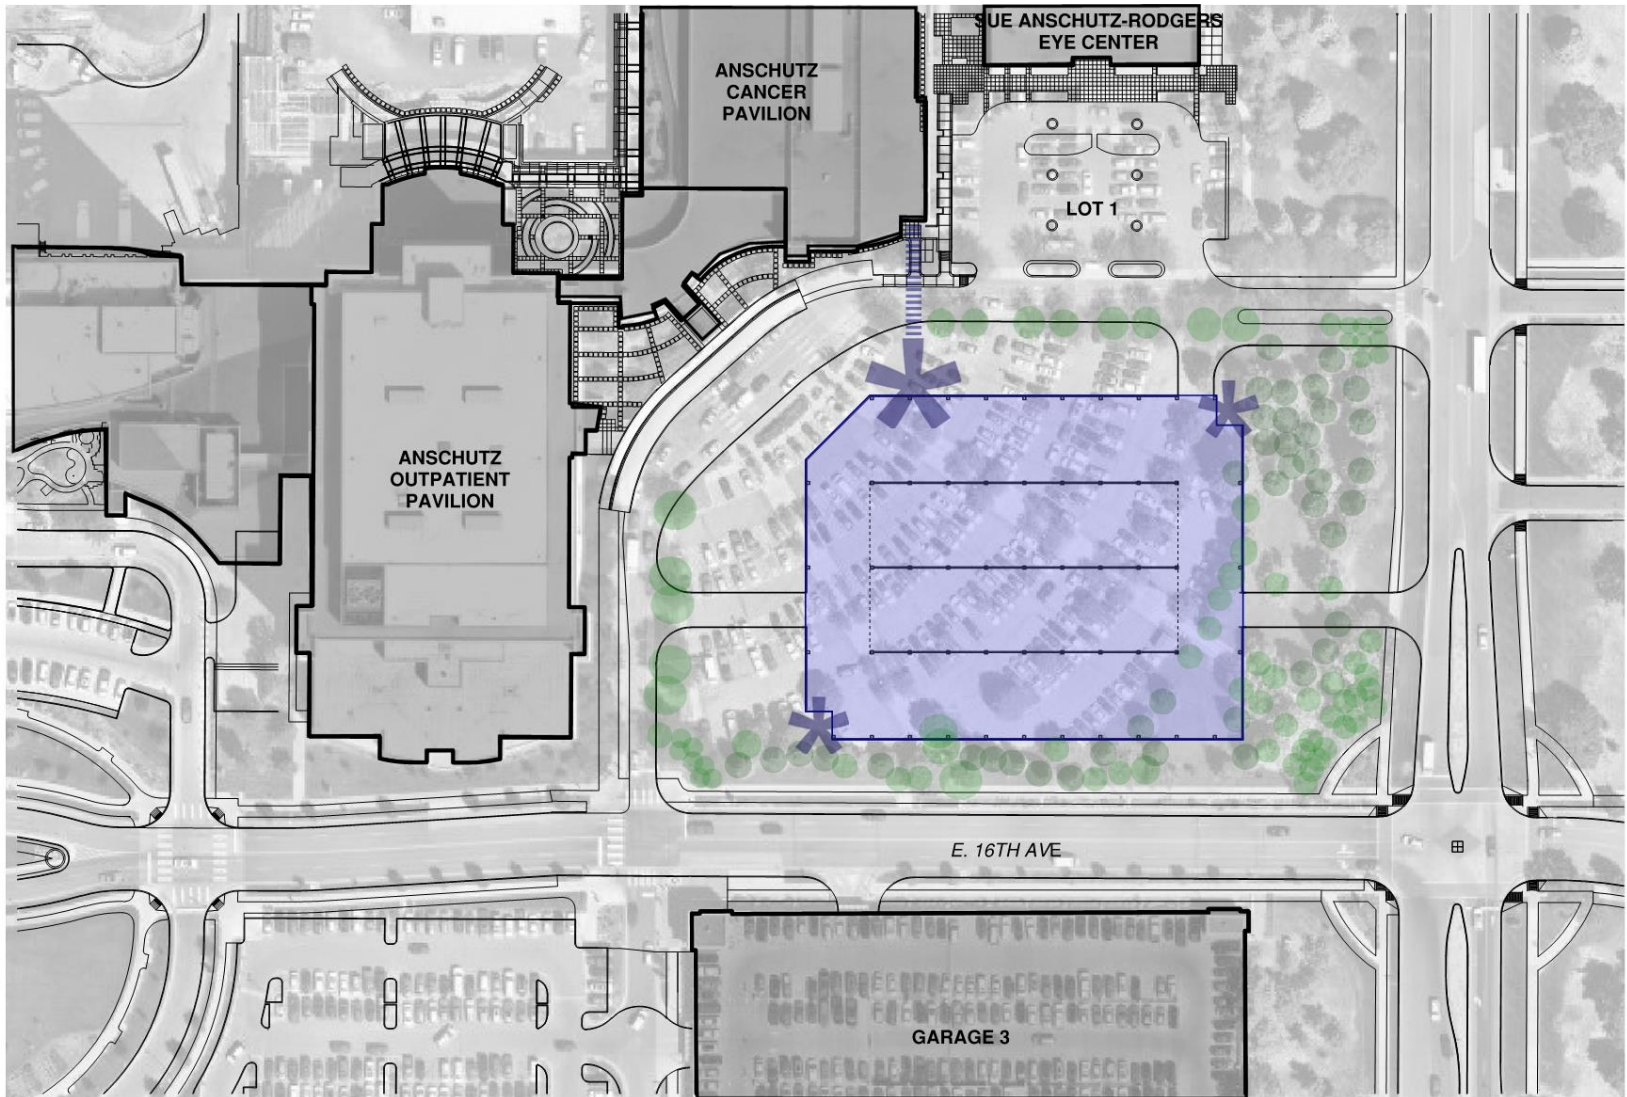 SUE ANSCHUTZ-RODGERS
EYE CENTER
ANSCHUTZ
CANCER
PAVILION
LOT 1
ANSCHUTZ
OUTPATIENT
PAVILION
E. 16TH AVE
GARAGE 3